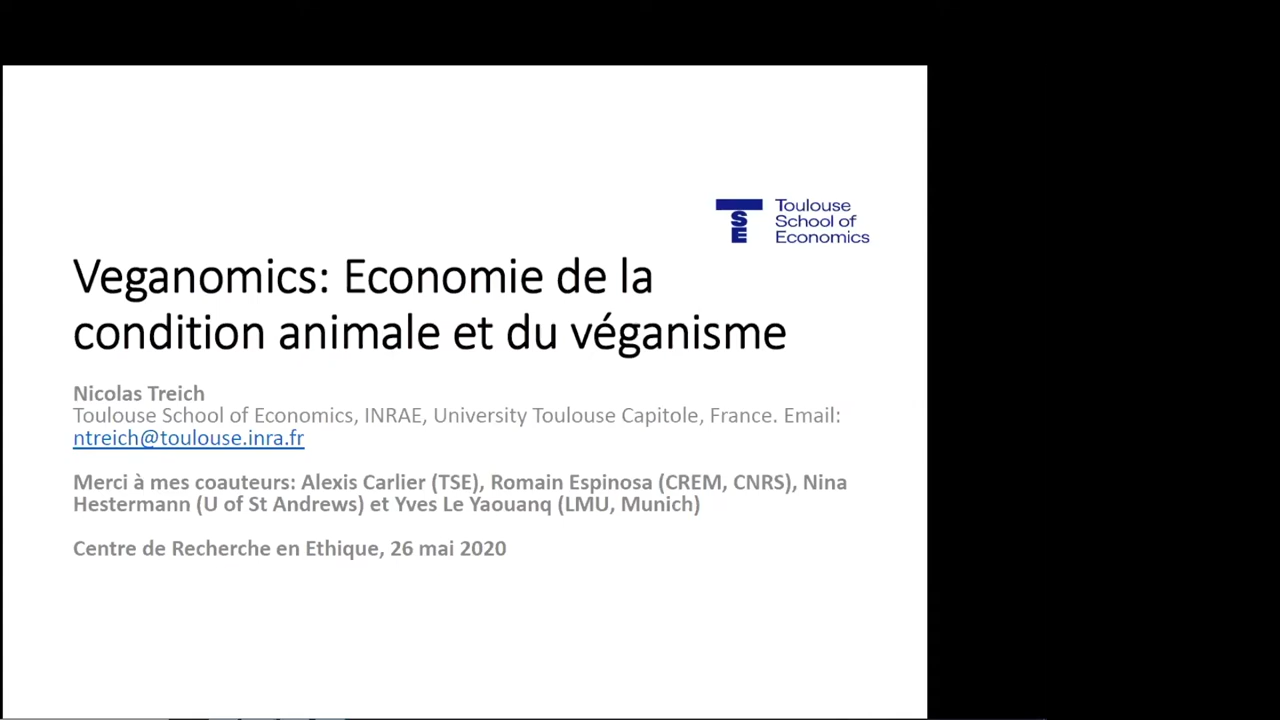 TSE
Toulouse
School of
Economics
Veganomics: Economie de la
condition animale et du véganisme
Nicolas Treich
Toulouse School of Economics, INRAE, University Toulouse Capitole, France. Email:
ntreich@toulouse.inra.fr
Merci à mes coauteurs: Alexis Carlier (TSE), Romain Espinosa (CREM, CNRS), Nina
Hestermann (U of St Andrews) et Yves Le Yaouanq (LMU, Munich)
Centre de Recherche en Ethique, 26 mai 2020